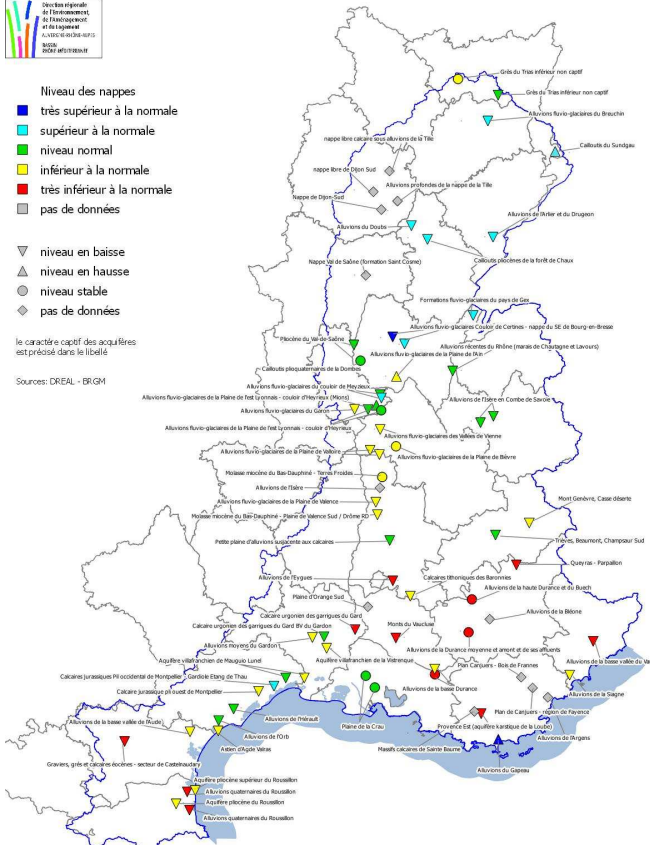 Direction régionale
de l'Environnement,
de l'Aménagement
et du Logement
AUVERGNE-RHÔNE-ALPES
BASSIN
RHÔNE-MÉDITERRANÉE
Niveau des nappes
très supérieur à la normale
supérieur à la normale
niveau normal
inférieur à la normale
très inférieur à la normale
pas de données
niveau en baisse
niveau en hausse
niveau stable
pas de données
le caractère captif des aquifères
est précisé dans le libellé
Sources: DREAL - BRGM
Grès du Trias inférieur non captif
Grès du Trias inférieur non captif
Alluvions fluvio-glaciaires du Breuchin
nappe libre calcaire sous alluvions de la Tille
Cailloutis du Sundgau
nappe libre de Dijon Sud
Alluvions profondes de la nappe de la Tille
Nappe de Dijon-Sud
Alluvions de l'Arlier et du Drugeon
Alluvions du Doubs
Nappe Val de Saône (formation Saint Cosme)
Cailloutis pliocènes de la forêt de Chaux
Formations fluvio-glaciaires du pays de Gex
Alluvions fluvio-glaciaires Couloir de Certines - nappe du SE de Bourg-en-Bresse
Pliocène du Val-de-Saône
Alluvions récentes du Rhône (marais de Chautagne et Lavours)
Alluvions fluvio-glaciaires de la Plaine de l'Ain
Cailloutis plioquaternaires de la Dombes
Alluvions fluvio-glaciaires du couloir de Meyzieux
Alluvions fluvio-glaciaires de la Plaine de l'est Lyonnais - couloir d'Heyrieux (Mions)
Alluvions de l'Isère en Combe de Savoie
Alluvions fluvio-glaciaires du Garon
Alluvions fluvio-glaciaires de la Plaine de l'est Lyonnais - couloir d'Heyrieux
Alluvions fluvio-glaciaires des Vallées de Vienne
Alluvions fluvio-glaciaires de la Plaine de Valloire
Alluvions fluvio-glaciaires de la Plaine de Bièvre
Molasse miocène du Bas-Dauphiné - Terres Froides
Alluvions de l'Isère
Alluvions fluvio-glaciaires de la Plaine de Valence
Mont Genèvre, Casse déserte
Molasse miocène du Bas-Dauphiné - Plaine de Valence Sud / Drôme RD
Petite plaine d'alluvions susjacente aux calcaires
Trièves, Beaumont, Champsaur Sud
Queyras - Parpaillon
Alluvions de l'Eygues
Calcaires tithoniques des Baronnies
Alluvions de la haute Durance et du Buech
Plaine d'Orange Sud
Alluvions de la Bléone
Calcaire urgonien des garrigues du Gard
Calcaire urgonien des garrigues du Gard BV du Gardon
Monts du Vaucluse
Alluvions moyens du Gardon
Alluvions de la Durance moyenne et amont et de ses affluents
Aquifère villafranchien de Mauguio Lunel
Aquifère villafranchien de la Vistrenque
Alluvions de la basse vallée du Va
Plan Canjuers - Bois de Frannes
Calcaires jurassiques Pli occidental de Montpellier - Gardiole Etang de Thau
Alluvions de la basse Durance
Alluvions de la Siagne
Calcaire jurassique pli ouest de Montpellier
Plan de Canjuers - région de Fayence
Alluvions de la basse vallée de l'Aude
Alluvions de l'Hérault
Plaine de la Crau
Provence Est (aquifère karstique de la Loube)
Alluvions de l'Orb
Alluvions de l'Argens
Astien d'Agde Valras
Massifs calcaires de Sainte Baume
Graviers, grès et calcaires éocènes - secteur de Castelnaudary
Alluvions du Gapeau
Aquifère pliocène supérieur du Roussillon
Alluvions quaternaires du Roussillon
Aquifère pliocène du Roussillon
Alluvions quaternaires du Roussillon